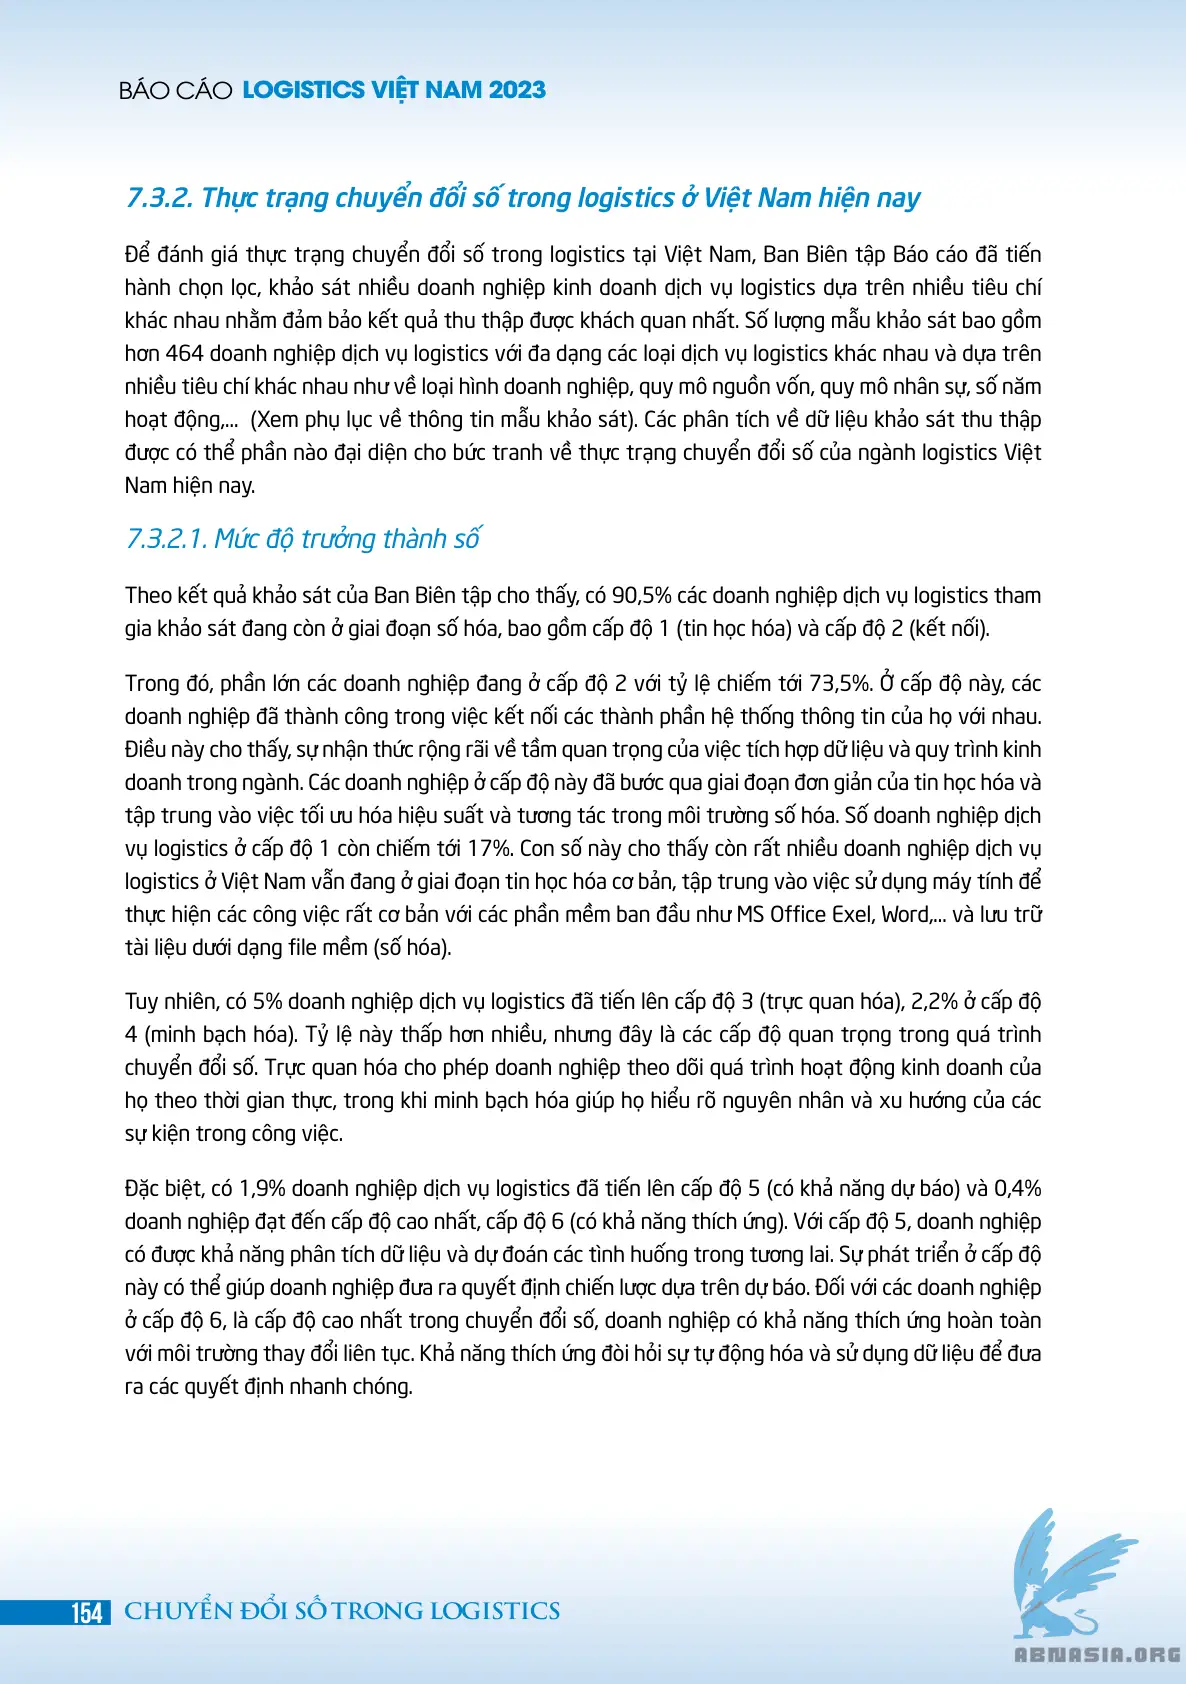 BÁO CÁO LOGISTICS VIỆT NAM 2023
7.3.2. Thực trạng chuyển đổi số trong logistics ở Việt Nam hiện nay
Để đánh giá thực trạng chuyển đổi số trong logistics tại Việt Nam, Ban Biên tập Báo cáo đã tiến
hành chọn lọc, khảo sát nhiều doanh nghiệp kinh doanh dịch vụ logistics dựa trên nhiều tiêu chí
khác nhau nhằm đảm bảo kết quả thu thập được khách quan nhất. Số lượng mẫu khảo sát bao gồm
hơn 464 doanh nghiệp dịch vụ logistics với đa dạng các loại dịch vụ logistics khác nhau và dựa trên
nhiều tiêu chí khác nhau như về loại hình doanh nghiệp, quy mô nguồn vốn, quy mô nhân sự, số năm
hoạt động,... (Xem phụ lục về thông tin mẫu khảo sát). Các phân tích về dữ liệu khảo sát thu thập
được có thể phần nào đại diện cho bức tranh về thực trạng chuyển đổi số của ngành logistics Việt
Nam hiện nay.
7.3.2.1. Mức độ trưởng thành số
Theo kết quả khảo sát của Ban Biên tập cho thấy, có 90,5% các doanh nghiệp dịch vụ logistics tham
gia khảo sát đang còn ở giai đoạn số hóa, bao gồm cấp độ 1 (tin học hóa) và cấp độ 2 (kết nối).
Trong đó, phần lớn các doanh nghiệp đang ở cấp độ 2 với tỷ lệ chiếm tới 73,5%. Ở cấp độ này, các
doanh nghiệp đã thành công trong việc kết nối các thành phần hệ thống thông tin của họ với nhau.
Điều này cho thấy, sự nhận thức rộng rãi về tầm quan trọng của việc tích hợp dữ liệu và quy trình kinh
doanh trong ngành. Các doanh nghiệp ở cấp độ này đã bước qua giai đoạn đơn giản của tin học hóa và
tập trung vào việc tối ưu hóa hiệu suất và tương tác trong môi trường số hóa. Số doanh nghiệp dịch
vụ logistics ở cấp độ 1 còn chiếm tới 17%. Con số này cho thấy còn rất nhiều doanh nghiệp dịch vụ
logistics ở Việt Nam vẫn đang ở giai đoạn tin học hóa cơ bản, tập trung vào việc sử dụng máy tính để
thực hiện các công việc rất cơ bản với các phần mềm ban đầu như MS Office Exel, Word,... và lưu trữ
tài liệu dưới dạng file mềm (số hóa).
Tuy nhiên, có 5% doanh nghiệp dịch vụ logistics đã tiến lên cấp độ 3 (trực quan hóa), 2,2% ở cấp độ
4 (minh bạch hóa). Tỷ lệ này thấp hơn nhiều, nhưng đây là các cấp độ quan trọng trong quá trình
chuyển đổi số. Trực quan hóa cho phép doanh nghiệp theo dõi quá trình hoạt động kinh doanh của
họ theo thời gian thực, trong khi minh bạch hóa giúp họ hiểu rõ nguyên nhân và xu hướng của các
sự kiện trong công việc.
Đặc biệt, có 1,9% doanh nghiệp dịch vụ logistics đã tiến lên cấp độ 5 (có khả năng dự báo) và 0,4%
doanh nghiệp đạt đến cấp độ cao nhất, cấp độ 6 (có khả năng thích ứng). Với cấp độ 5, doanh nghiệp
có được khả năng phân tích dữ liệu và dự đoán các tình huống trong tương lai. Sự phát triển ở cấp độ
này có thể giúp doanh nghiệp đưa ra quyết định chiến lược dựa trên dự báo. Đối với các doanh nghiệp
ở cấp độ 6, là cấp độ cao nhất trong chuyển đổi số, doanh nghiệp có khả năng thích ứng hoàn toàn
với môi trường thay đổi liên tục. Khả năng thích ứng đòi hỏi sự tự động hóa và sử dụng dữ liệu để đưa
ra các quyết định nhanh chóng.
154 CHUYỂN ĐỔI SỐ TRONG LOGISTICS
ABNASIA.ORG